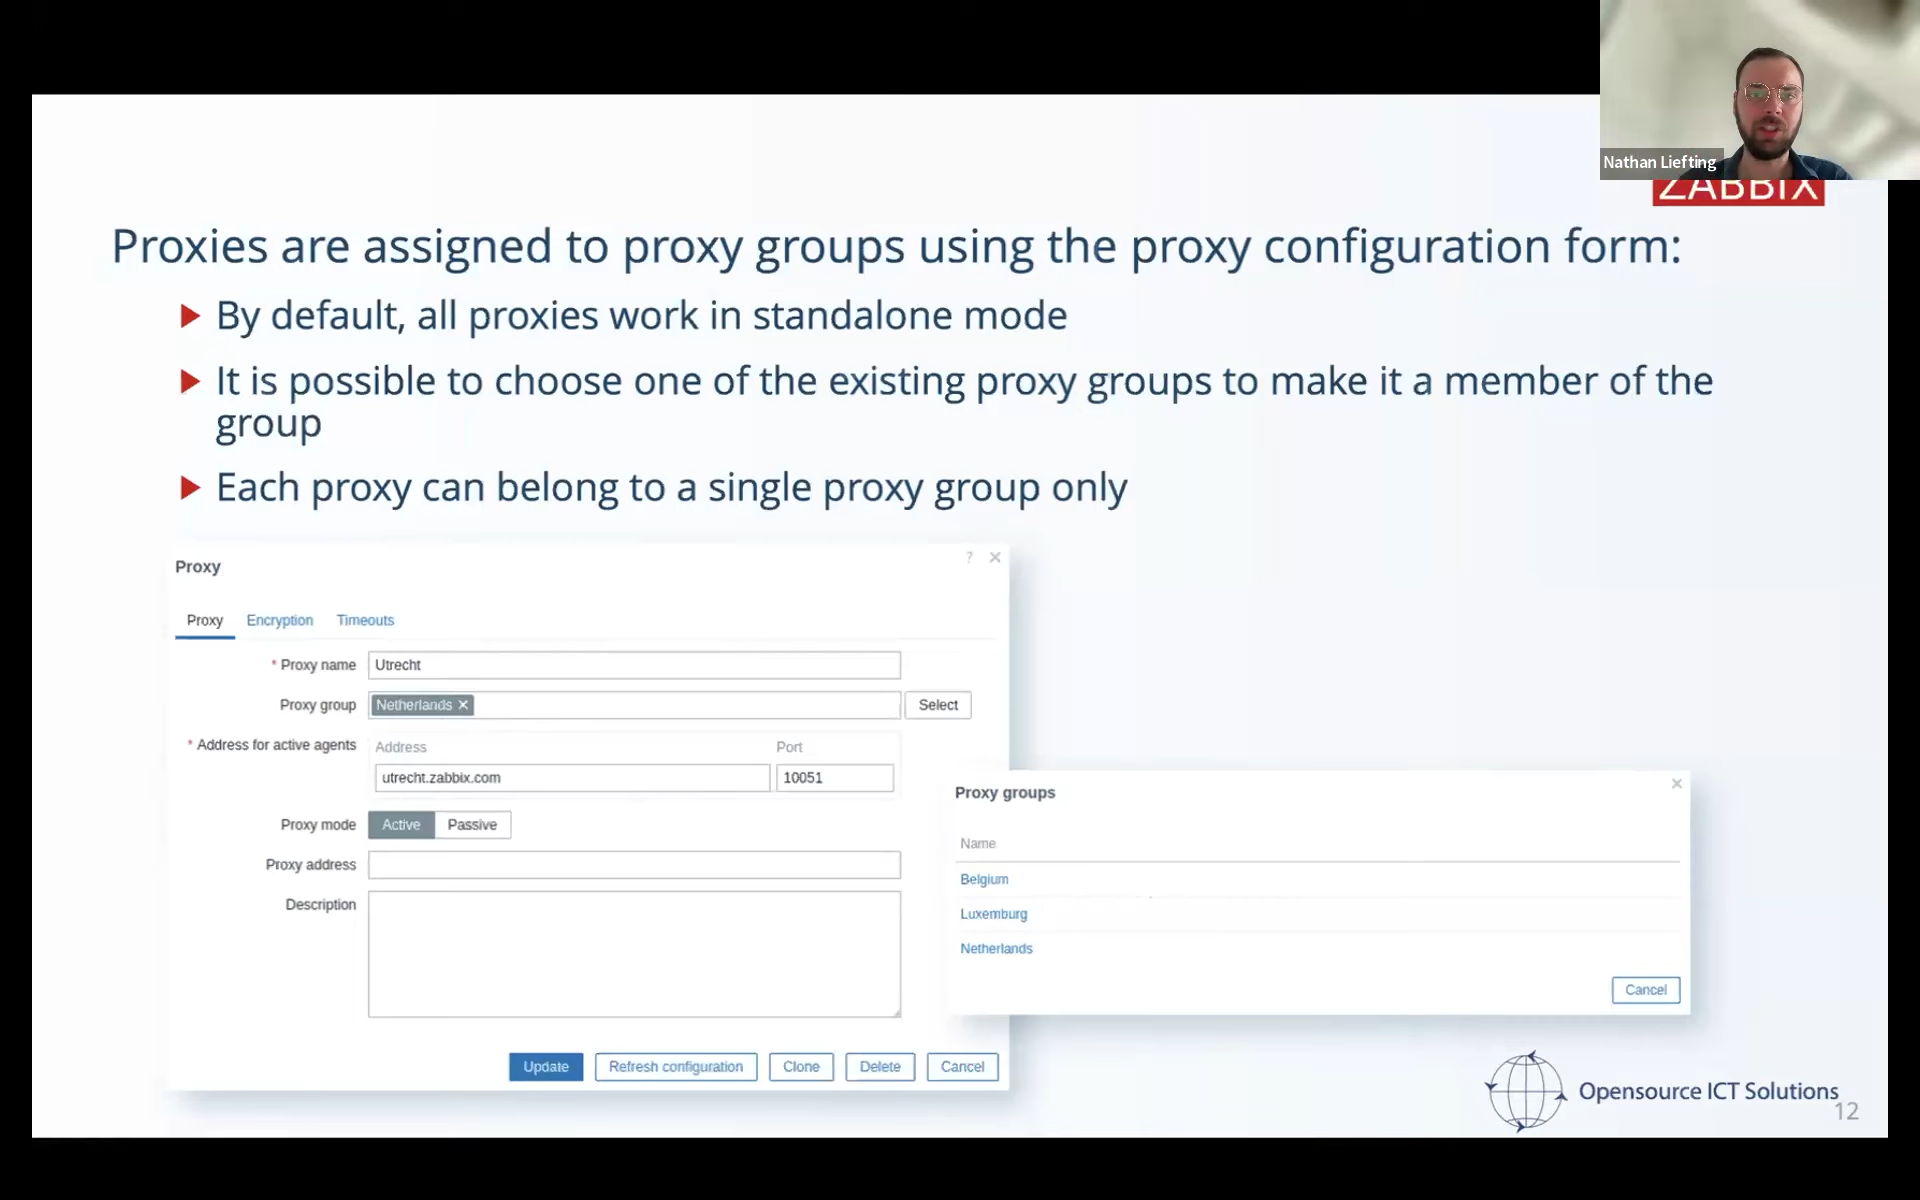 Nathan Liefting
ZABBIX
Proxies are assigned to proxy groups using the proxy configuration form:
By default, all proxies work in standalone mode
It is possible to choose one of the existing proxy groups to make it a member of the
group
Each proxy can belong to a single proxy group only
Proxy
?
Proxy Encryption Timeouts
* Proxy name Utrecht
Proxy group Netherlands Select
* Address for active agents Address Port
utrecht.zabbix.com 10051
Proxy mode Active Passive
Proxy address
Description
Update Refresh configuration Clone Delete Cancel
Proxy groups
Name
Belgium
Luxemburg
Netherlands
Cancel
Opensource ICT Solutions
12